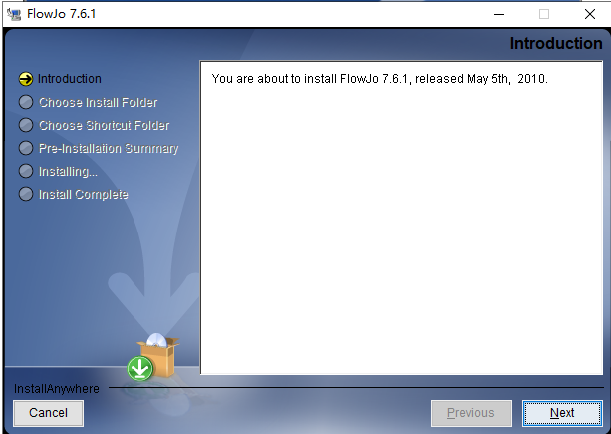 FlowJo 7.6.1
Introduction
Introduction
Choose Install Folder
Choose Shortcut Folder
Pre-Installation Summary
Installing...
Install Complete
You are about to install FlowJo 7.6.1, released May 5th,  2010.
InstallAnywhere
Cancel
Previous
Next